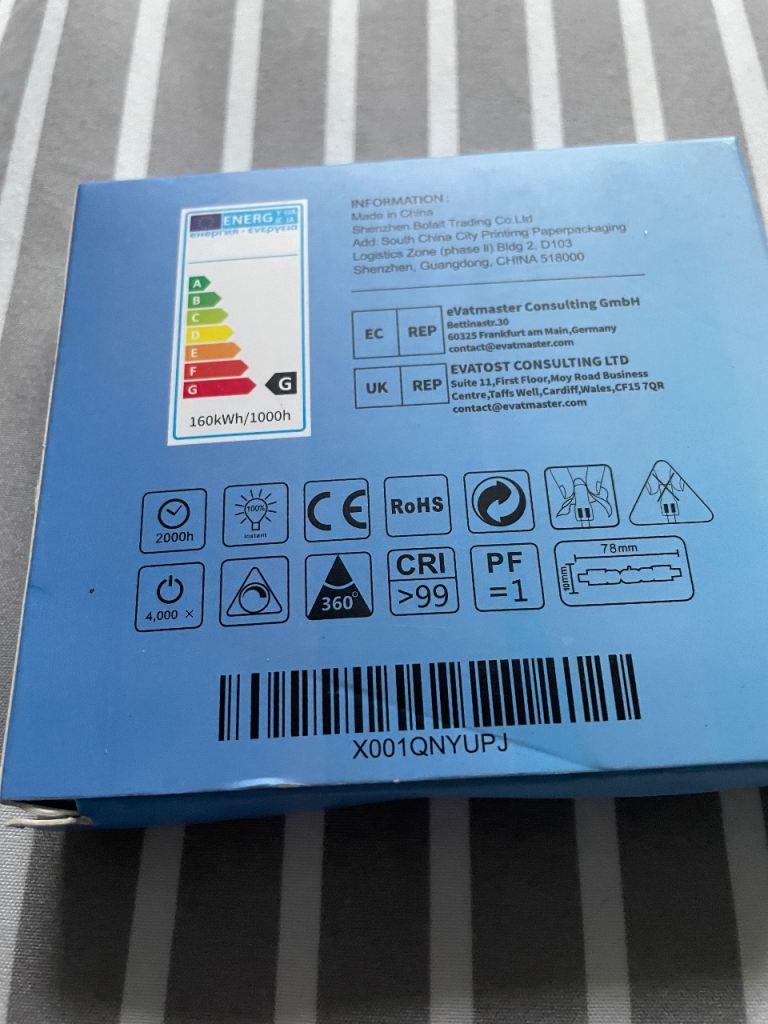 ENERG
енергия · ενεργεια
A
B
C
D
E
F
G
G
160kWh/1000h
INFORMATION :
Made in China
Shenzhen Bolait Trading Co.Ltd
Add. South China City Printimg Paperpackaging
Logistics Zone (phase II) Bldg 2, D103
Shenzhen, Guangdong, CHINA 518000
EC REP
eVatmaster Consulting GmbH
Bettinastr.30
60325 Frankfurt am Main,Germany
contact@evatmaster.com
UK REP
EVATOST CONSULTING LTD
Suite 11,First Floor,Moy Road Business
Centre,Taffs Well,Cardiff,Wales,CF15 7QR
contact@evatmaster.com
2000h
100%
instant
CE
RoHS
4,000 ×
360°
CRI
>99
PF
=1
78mm
10mm
X001QNYUPJ